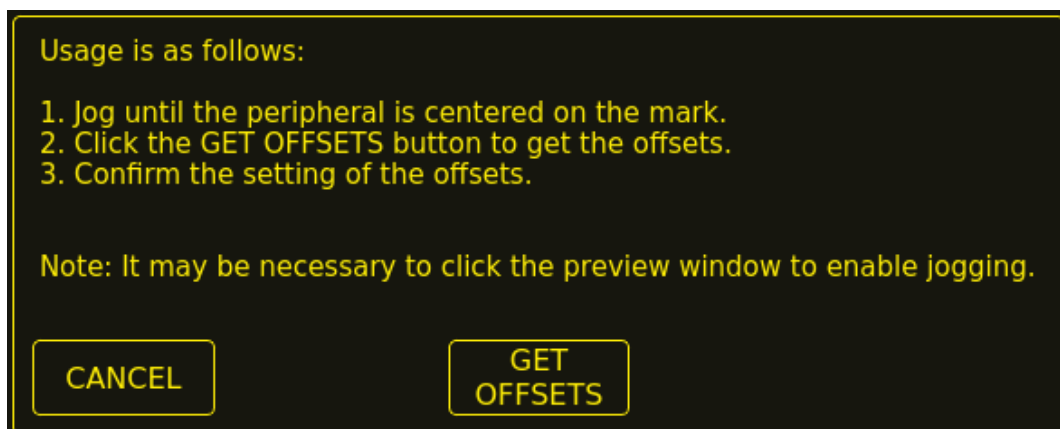 Usage is as follows:
1. Jog until the peripheral is centered on the mark.
2. Click the GET OFFSETS button to get the offsets.
3. Confirm the setting of the offsets.
Note: It may be necessary to click the preview window to enable jogging.
CANCEL
GET
OFFSETS